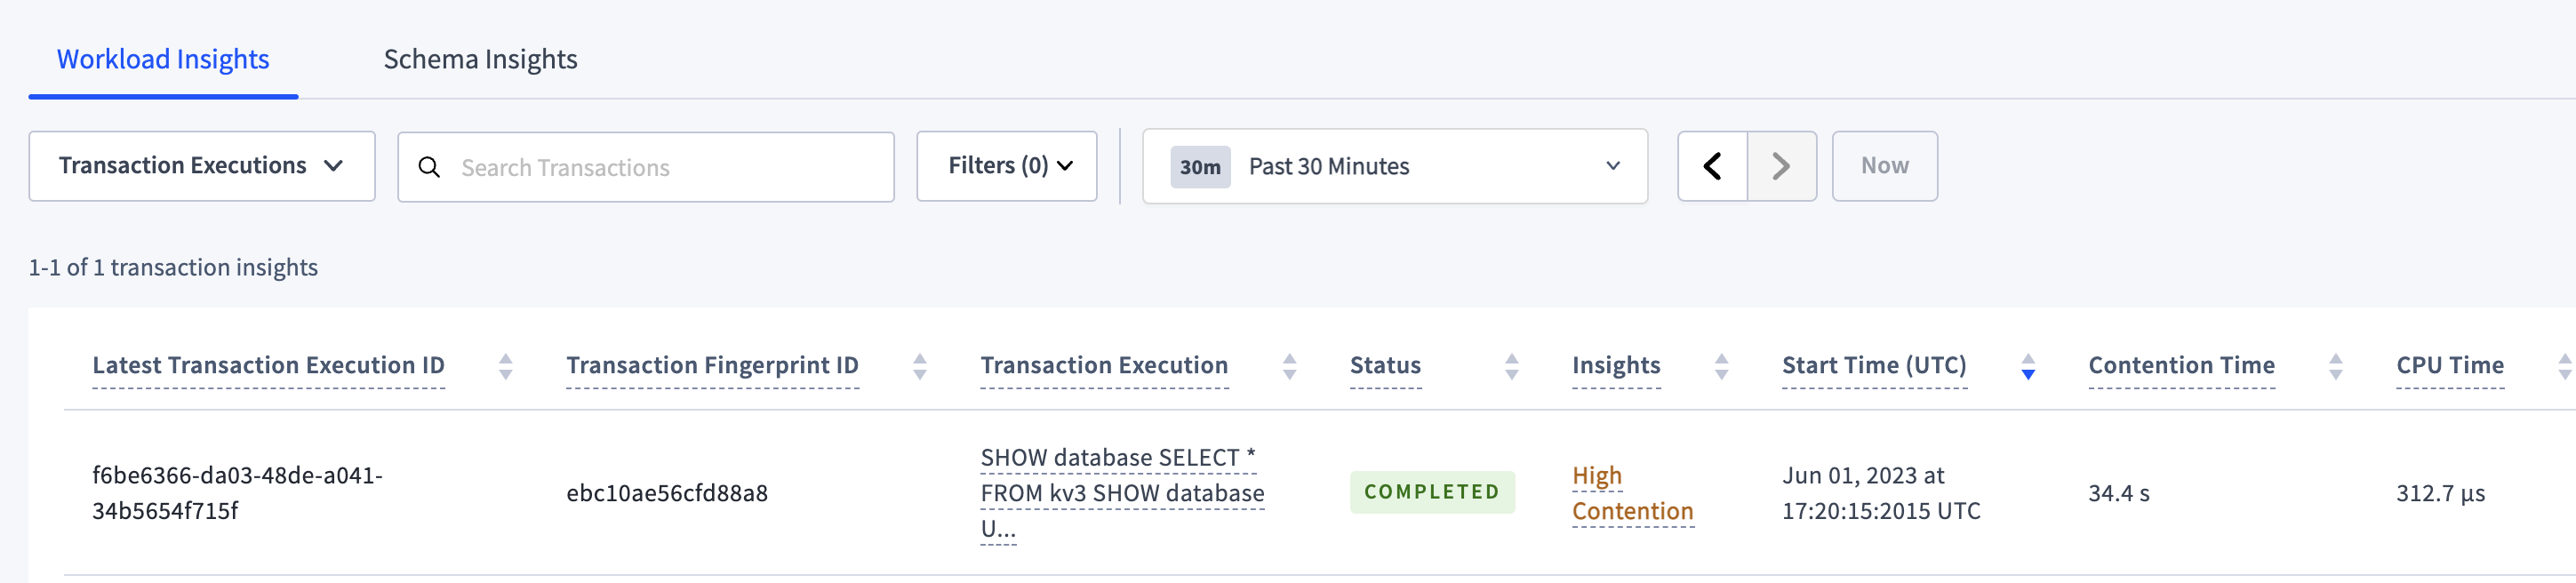 Workload Insights Schema Insights
Transaction Executions Search Transactions Filters (0) 30m Past 30 Minutes Now
1-1 of 1 transaction insights
Latest Transaction Execution ID Transaction Fingerprint ID Transaction Execution Status Insights Start Time (UTC) Contention Time CPU Time
f6be6366-da03-48de-a041-
34b5654f715f
ebc10ae56cfd88a8
SHOW database SELECT *
FROM kv3 SHOW database
U...
COMPLETED
High
Contention
Jun 01, 2023 at
17:20:15:2015 UTC
34.4 s
312.7 µs